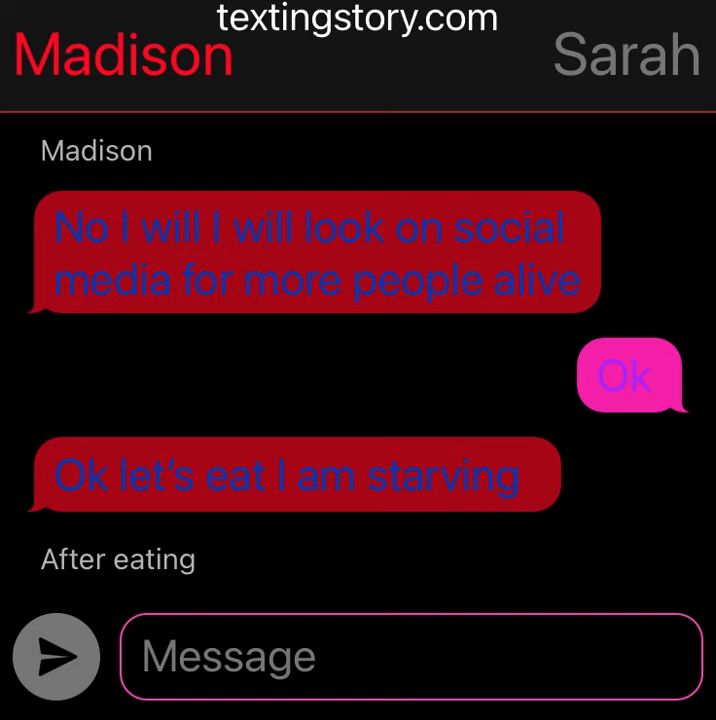 textingstory.com
Madison Sarah
Madison
No I will I will look on social
media for more people alive
Ok
Ok let’s eat I am starving
After eating
Message